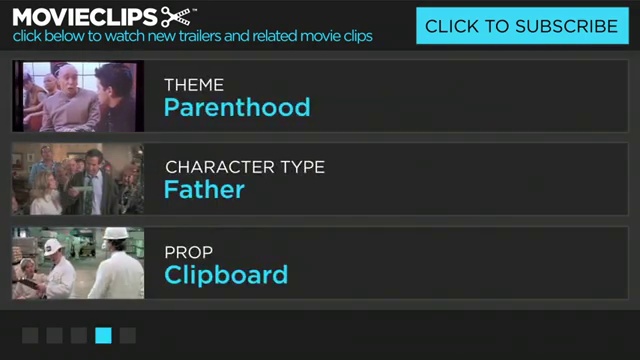 MOVIECLIPS™
click below to watch new trailers and related movie clips
CLICK TO SUBSCRIBE
THEME
Parenthood
CHARACTER TYPE
Father
PROP
Clipboard